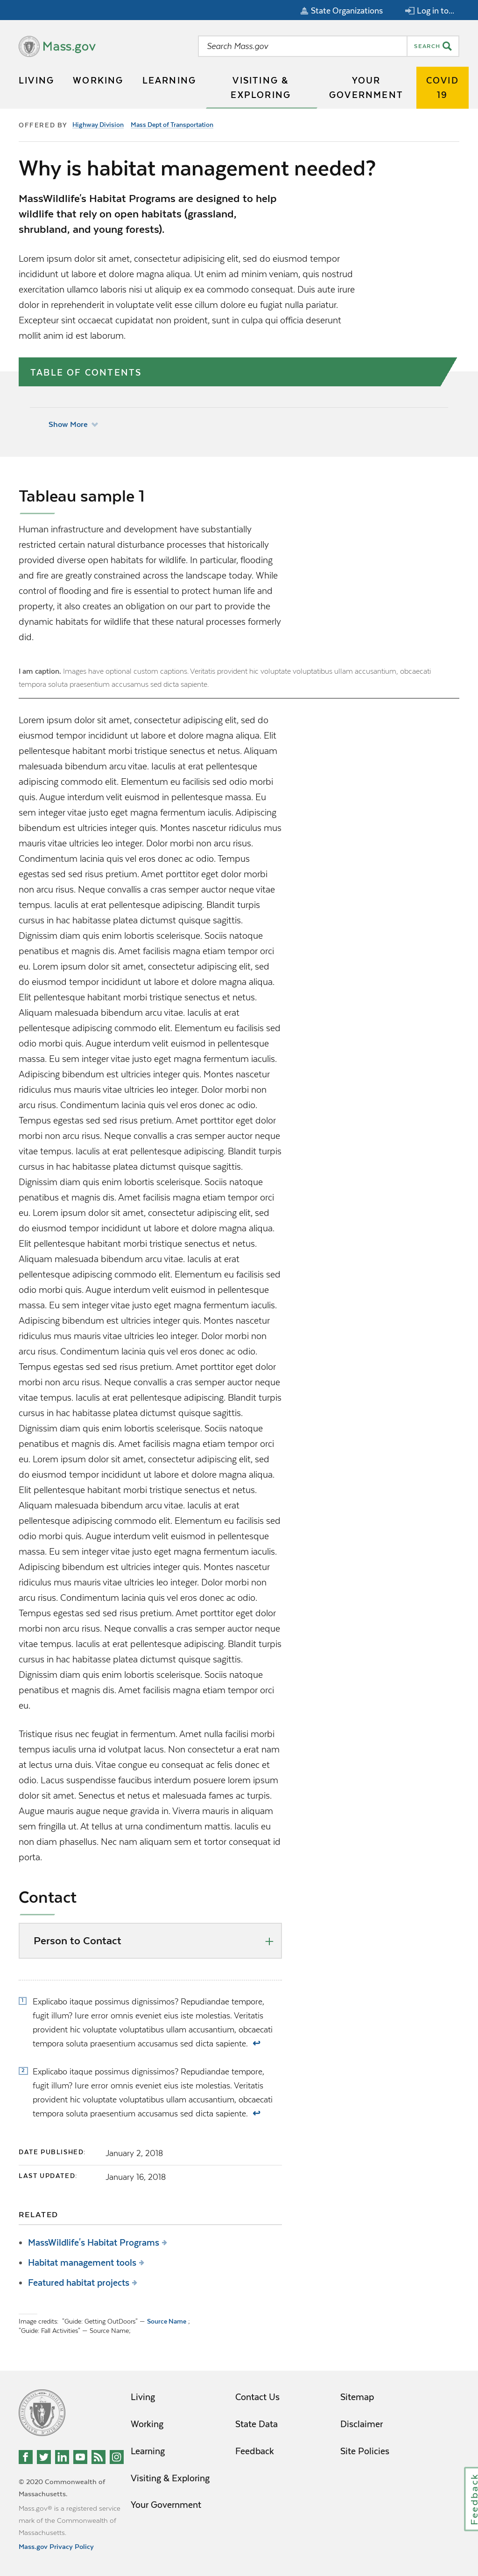 State Organizations
Log in to...
Mass.gov
Search Mass.gov
SEARCH
LIVING
WORKING
LEARNING
VISITING &
EXPLORING
YOUR
GOVERNMENT
COVID
19
OFFERED BY Highway Division Mass Dept of Transportation
Why is habitat management needed?
MassWildlife's Habitat Programs are designed to help
wildlife that rely on open habitats (grassland,
shrubland, and young forests).
Lorem ipsum dolor sit amet, consectetur adipisicing elit, sed do eiusmod tempor
incididunt ut labore et dolore magna aliqua. Ut enim ad minim veniam, quis nostrud
exercitation ullamco laboris nisi ut aliquip ex ea commodo consequat. Duis aute irure
dolor in reprehenderit in voluptate velit esse cillum dolore eu fugiat nulla pariatur.
Excepteur sint occaecat cupidatat non proident, sunt in culpa qui officia deserunt
mollit anim id est laborum.
TABLE OF CONTENTS
Show More
Tableau sample 1
Human infrastructure and development have substantially
restricted certain natural disturbance processes that historically
provided diverse open habitats for wildlife. In particular, flooding
and fire are greatly constrained across the landscape today. While
control of flooding and fire is essential to protect human life and
property, it also creates an obligation on our part to provide the
dynamic habitats for wildlife that these natural processes formerly
did.
I am caption. Images have optional custom captions. Veritatis provident hic voluptate voluptatibus ullam accusantium, obcaecati
tempora soluta praesentium accusamus sed dicta sapiente.
Lorem ipsum dolor sit amet, consectetur adipiscing elit, sed do
eiusmod tempor incididunt ut labore et dolore magna aliqua. Elit
pellentesque habitant morbi tristique senectus et netus. Aliquam
malesuada bibendum arcu vitae. Iaculis at erat pellentesque
adipiscing commodo elit. Elementum eu facilisis sed odio morbi
quis. Augue interdum velit euismod in pellentesque massa. Eu
sem integer vitae justo eget magna fermentum iaculis. Adipiscing
bibendum est ultricies integer quis. Montes nascetur ridiculus mus
mauris vitae ultricies leo integer. Dolor morbi non arcu risus.
Condimentum lacinia quis vel eros donec ac odio. Tempus
egestas sed sed risus pretium. Amet porttitor eget dolor morbi
non arcu risus. Neque convallis a cras semper auctor neque vitae
tempus. Iaculis at erat pellentesque adipiscing. Blandit turpis
cursus in hac habitasse platea dictumst quisque sagittis.
Dignissim diam quis enim lobortis scelerisque. Sociis natoque
penatibus et magnis dis. Amet facilisis magna etiam tempor orci
eu. Lorem ipsum dolor sit amet, consectetur adipiscing elit, sed
do eiusmod tempor incididunt ut labore et dolore magna aliqua.
Elit pellentesque habitant morbi tristique senectus et netus.
Aliquam malesuada bibendum arcu vitae. Iaculis at erat
pellentesque adipiscing commodo elit. Elementum eu facilisis sed
odio morbi quis. Augue interdum velit euismod in pellentesque
massa. Eu sem integer vitae justo eget magna fermentum iaculis.
Adipiscing bibendum est ultricies integer quis. Montes nascetur
ridiculus mus mauris vitae ultricies leo integer. Dolor morbi non
arcu risus. Condimentum lacinia quis vel eros donec ac odio.
Tempus egestas sed sed risus pretium. Amet porttitor eget dolor
morbi non arcu risus. Neque convallis a cras semper auctor neque
vitae tempus. Iaculis at erat pellentesque adipiscing. Blandit turpis
cursus in hac habitasse platea dictumst quisque sagittis.
Dignissim diam quis enim lobortis scelerisque. Sociis natoque
penatibus et magnis dis. Amet facilisis magna etiam tempor orci
eu. Lorem ipsum dolor sit amet, consectetur adipiscing elit, sed
do eiusmod tempor incididunt ut labore et dolore magna aliqua.
Elit pellentesque habitant morbi tristique senectus et netus.
Aliquam malesuada bibendum arcu vitae. Iaculis at erat
pellentesque adipiscing commodo elit. Elementum eu facilisis sed
odio morbi quis. Augue interdum velit euismod in pellentesque
massa. Eu sem integer vitae justo eget magna fermentum iaculis.
Adipiscing bibendum est ultricies integer quis. Montes nascetur
ridiculus mus mauris vitae ultricies leo integer. Dolor morbi non
arcu risus. Condimentum lacinia quis vel eros donec ac odio.
Tempus egestas sed sed risus pretium. Amet porttitor eget dolor
morbi non arcu risus. Neque convallis a cras semper auctor neque
vitae tempus. Iaculis at erat pellentesque adipiscing. Blandit turpis
cursus in hac habitasse platea dictumst quisque sagittis.
Dignissim diam quis enim lobortis scelerisque. Sociis natoque
penatibus et magnis dis. Amet facilisis magna etiam tempor orci
eu. Lorem ipsum dolor sit amet, consectetur adipiscing elit, sed
do eiusmod tempor incididunt ut labore et dolore magna aliqua.
Elit pellentesque habitant morbi tristique senectus et netus.
Aliquam malesuada bibendum arcu vitae. Iaculis at erat
pellentesque adipiscing commodo elit. Elementum eu facilisis sed
odio morbi quis. Augue interdum velit euismod in pellentesque
massa. Eu sem integer vitae justo eget magna fermentum iaculis.
Adipiscing bibendum est ultricies integer quis. Montes nascetur
ridiculus mus mauris vitae ultricies leo integer. Dolor morbi non
arcu risus. Condimentum lacinia quis vel eros donec ac odio.
Tempus egestas sed sed risus pretium. Amet porttitor eget dolor
morbi non arcu risus. Neque convallis a cras semper auctor neque
vitae tempus. Iaculis at erat pellentesque adipiscing. Blandit turpis
cursus in hac habitasse platea dictumst quisque sagittis.
Dignissim diam quis enim lobortis scelerisque. Sociis natoque
penatibus et magnis dis. Amet facilisis magna etiam tempor orci
eu.
Tristique risus nec feugiat in fermentum. Amet nulla facilisi morbi
tempus iaculis urna id volutpat lacus. Non consectetur a erat nam
at lectus urna duis. Vitae congue eu consequat ac felis donec et
odio. Lacus suspendisse faucibus interdum posuere lorem ipsum
dolor sit amet. Senectus et netus et malesuada fames ac turpis.
Augue mauris augue neque gravida in. Viverra mauris in aliquam
sem fringilla ut. At tellus at urna condimentum mattis. Iaculis eu
non diam phasellus. Nec nam aliquam sem et tortor consequat id
porta.
Contact
Person to Contact
1 Explicabo itaque possimus dignissimos? Repudiandae tempore,
fugit illum? Iure error omnis eveniet eius iste molestias. Veritatis
provident hic voluptate voluptatibus ullam accusantium, obcaecati
tempora soluta praesentium accusamus sed dicta sapiente. ↩
2 Explicabo itaque possimus dignissimos? Repudiandae tempore,
fugit illum? Iure error omnis eveniet eius iste molestias. Veritatis
provident hic voluptate voluptatibus ullam accusantium, obcaecati
tempora soluta praesentium accusamus sed dicta sapiente. ↩
DATE PUBLISHED: January 2, 2018
LAST UPDATED: January 16, 2018
RELATED
MassWildlife's Habitat Programs
Habitat management tools
Featured habitat projects
Image credits: "Guide: Getting OutDoors" — Source Name ;
"Guide: Fall Activities" — Source Name;
Living
Working
Learning
Visiting & Exploring
Your Government
Contact Us
State Data
Feedback
Sitemap
Disclaimer
Site Policies
© 2020 Commonwealth of
Massachusetts.
Mass.gov® is a registered service
mark of the Commonwealth of
Massachusetts.
Mass.gov Privacy Policy
Feedback